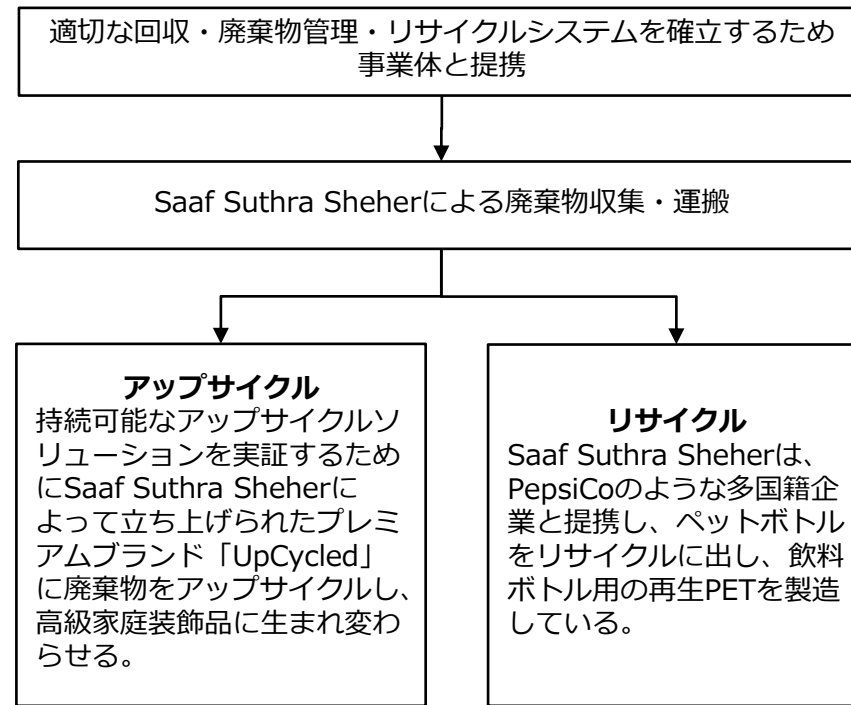 適切な回収・廃棄物管理・リサイクルシステムを確立するため
事業体と提携
Saaf Suthra Sheherによる廃棄物収集・運搬
アップサイクル
持続可能なアップサイクルソ
リューションを実証するため
にSaaf Suthra Sheherに
よって立ち上げられたプレミ
アムブランド「UpCycled」
に廃棄物をアップサイクルし、
高級家庭装飾品に生まれ変わ
らせる。
リサイクル
Saaf Suthra Sheherは、
PepsiCoのような多国籍企
業と提携し、ペットボトル
をリサイクルに出し、飲料
ボトル用の再生PETを製造
している。